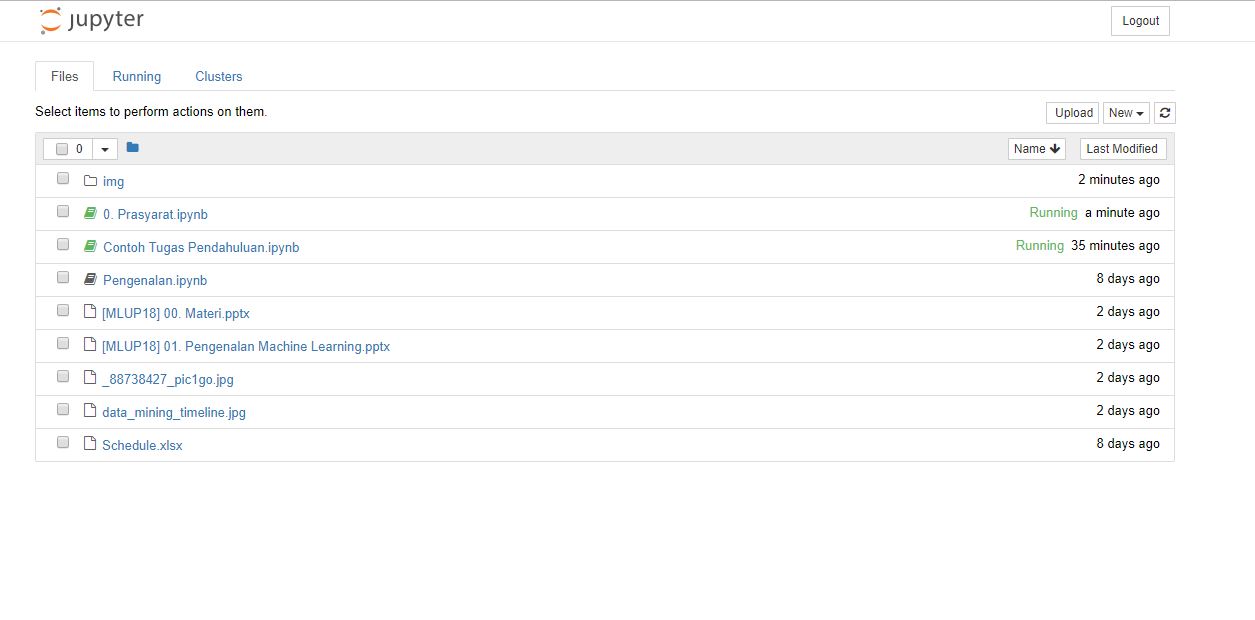 jupyter Logout
Files Running Clusters
Select items to perform actions on them. Upload New
0 Name Last Modified
img 2 minutes ago
0. Prasyarat.ipynb Running a minute ago
Contoh Tugas Pendahuluan.ipynb Running 35 minutes ago
Pengenalan.ipynb 8 days ago
[MLUP18] 00. Materi.pptx 2 days ago
[MLUP18] 01. Pengenalan Machine Learning.pptx 2 days ago
_88738427_pic1go.jpg 2 days ago
data_mining_timeline.jpg 2 days ago
Schedule.xlsx 8 days ago